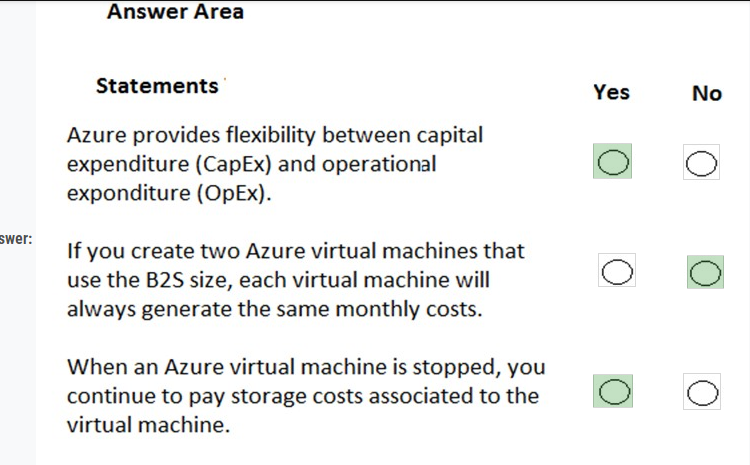 Answer Area
Statements
Yes
No
Azure provides flexibility between capital
expenditure (CapEx) and operational
exponditure (OpEx).
swer:
If you create two Azure virtual machines that
use the B2S size, each virtual machine will
always generate the same monthly costs.
When an Azure virtual machine is stopped, you
continue to pay storage costs associated to the
virtual machine.